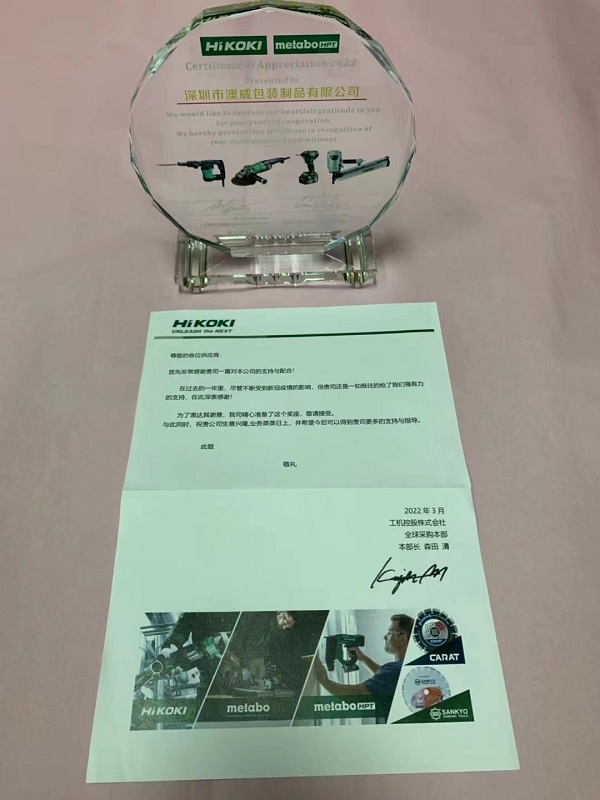 HiKOKI metabo HPT
Certificate of Appreciation 2022
Presented to
深圳市澳威包装制品有限公司
We would like to express our heartfelt gratitude to you
for your years of cooperation.
We hereby present this certificate in recognition of
your dedication and commitment.
HiKOKI
UNLEASH the NEXT
尊敬的各位供应商
首先非常感谢贵司一直对本公司的支持与配合!
在过去的一年里，尽管不断受到新冠疫情的影响，但贵司还是一如既往的给了我们强有力
的支持，在此深表感谢!
为了表达其谢意，我司精心准备了这个奖座，敬请接受。
与此同时，祝贵公司生意兴隆,业务蒸蒸日上，并希望今后可以得到贵司更多的支持与指导。
此致
敬礼
2022 年 3 月
工机控股株式会社
全球采购本部
本部长 森田 清
HiKOKI
metabo
metabo HPT
CARAT
SANKYO
SANKYO
DIAMOND TOOLS